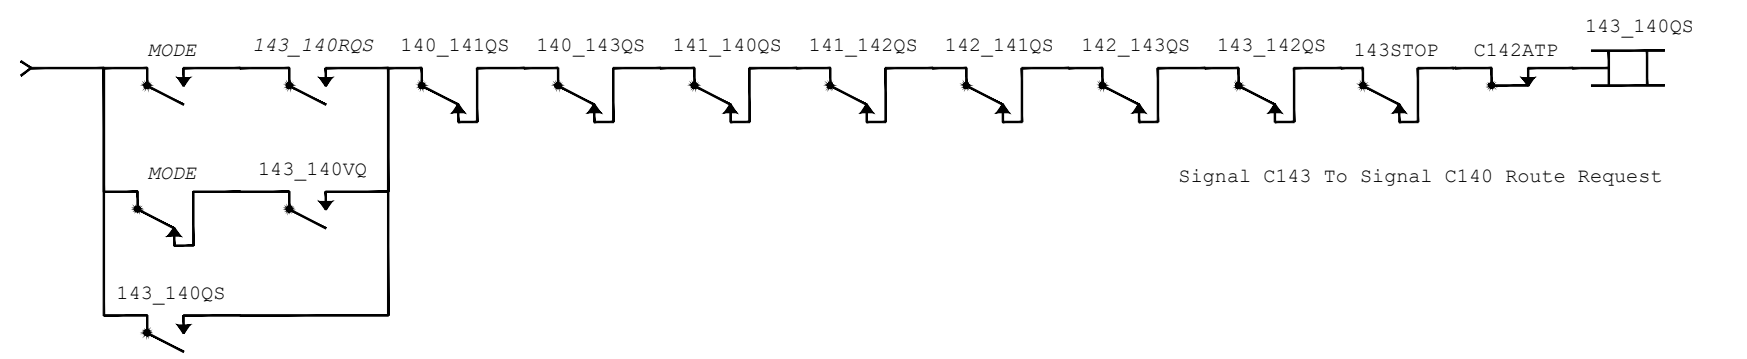 143_140QS
MODE 143_140RQS 140_141QS 140_143QS 141_140QS 141_142QS 142_141QS 142_143QS 143_142QS 143STOP C142ATP
MODE 143_140VQ
Signal C143 To Signal C140 Route Request
143_140QS